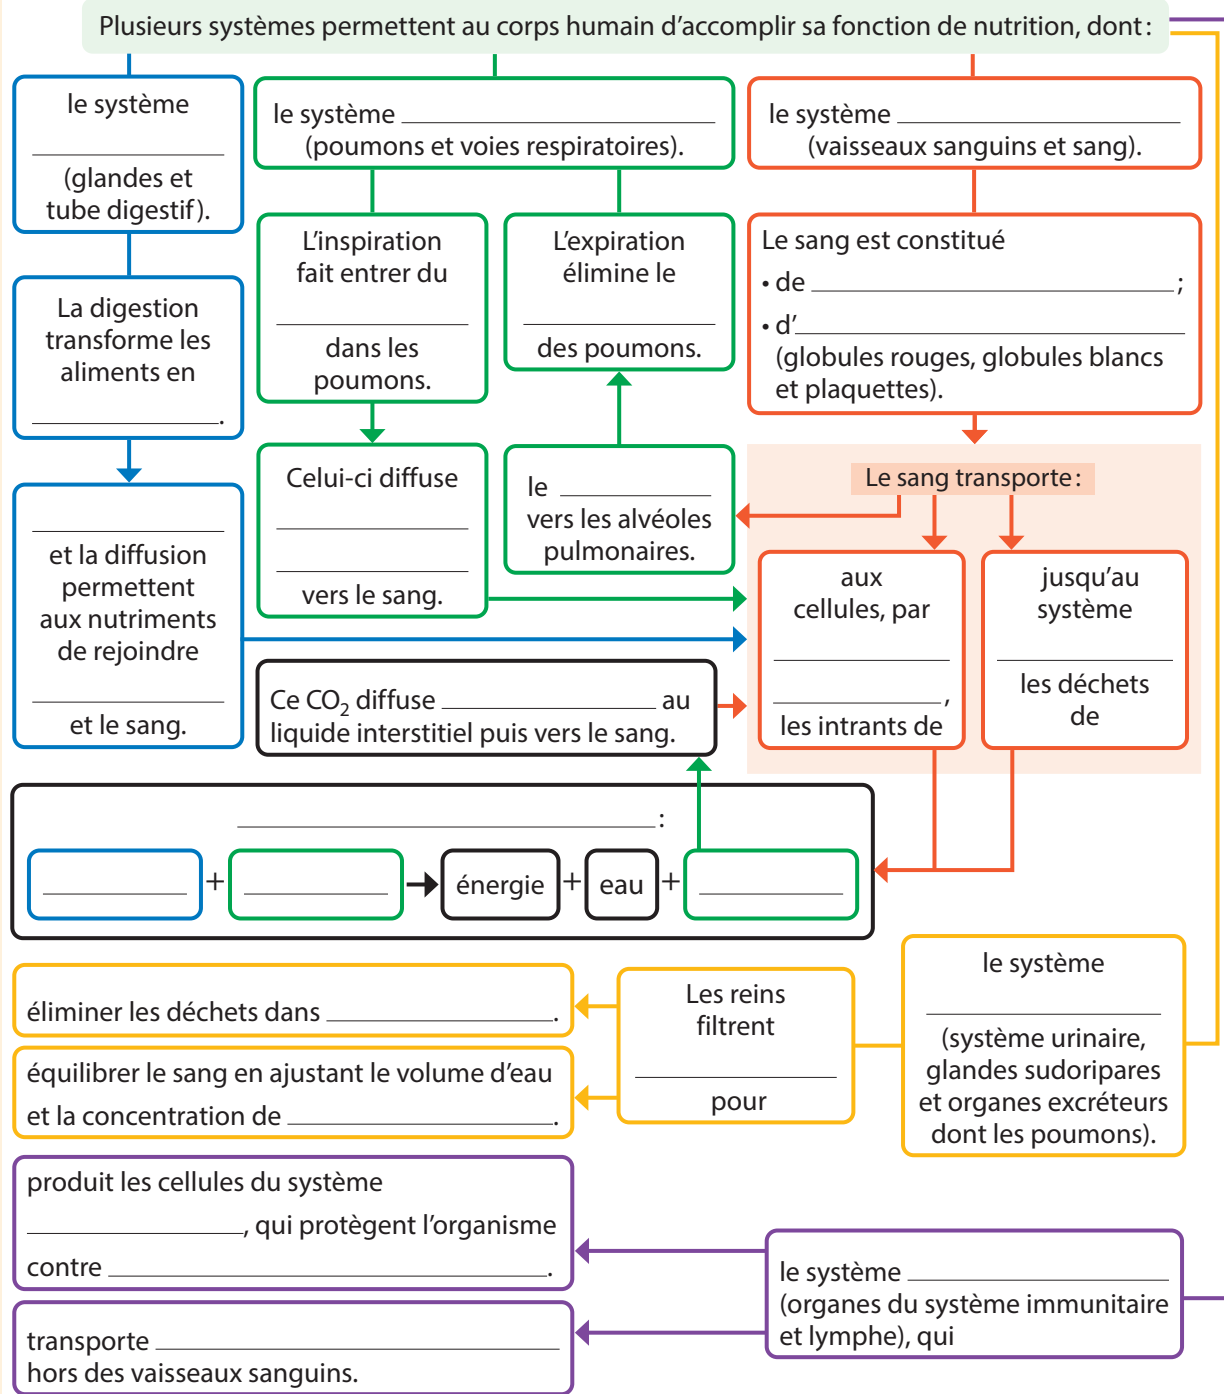 Plusieurs systèmes permettent au corps humain d’accomplir sa fonction de nutrition, dont :
le système
(glandes et
tube digestif).
La digestion
transforme les
aliments en
.
et la diffusion
permettent
aux nutriments
de rejoindre
et le sang.
le système
(poumons et voies respiratoires).
L’inspiration
fait entrer du
dans les
poumons.
Celui-ci diffuse
vers le sang.
L’expiration
élimine le
des poumons.
le
vers les alvéoles
pulmonaires.
le système
(vaisseaux sanguins et sang).
Le sang est constitué
• de ;
• d’
(globules rouges, globules blancs
et plaquettes).
Le sang transporte :
aux
cellules, par
,
les intrants de
jusqu’au
système
les déchets
de
Ce CO₂ diffuse au
liquide interstitiel puis vers le sang.
:
+ énergie + eau +
le système
(système urinaire,
glandes sudoripares
et organes excréteurs
dont les poumons).
Les reins
filtrent
pour
éliminer les déchets dans .
équilibrer le sang en ajustant le volume d’eau
et la concentration de .
le système
(organes du système immunitaire
et lymphe), qui
produit les cellules du système
, qui protègent l’organisme
contre .
transporte
hors des vaisseaux sanguins.